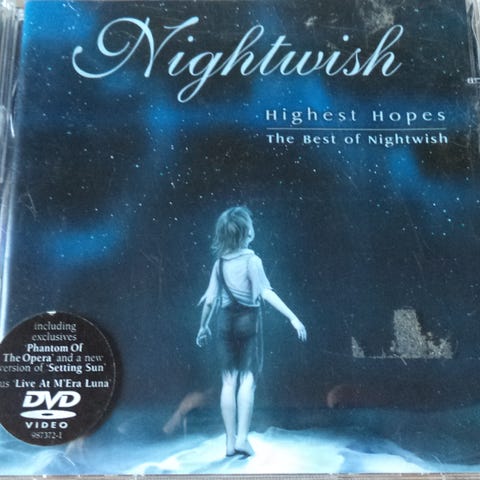 Nightwish
Highest Hopes
The Best of Nightwish
including
exclusives
'Phantom Of
The Opera' and a new
version of 'Setting Sun'
us 'Live At M'Era Luna'
DVD
VIDEO
987372-1